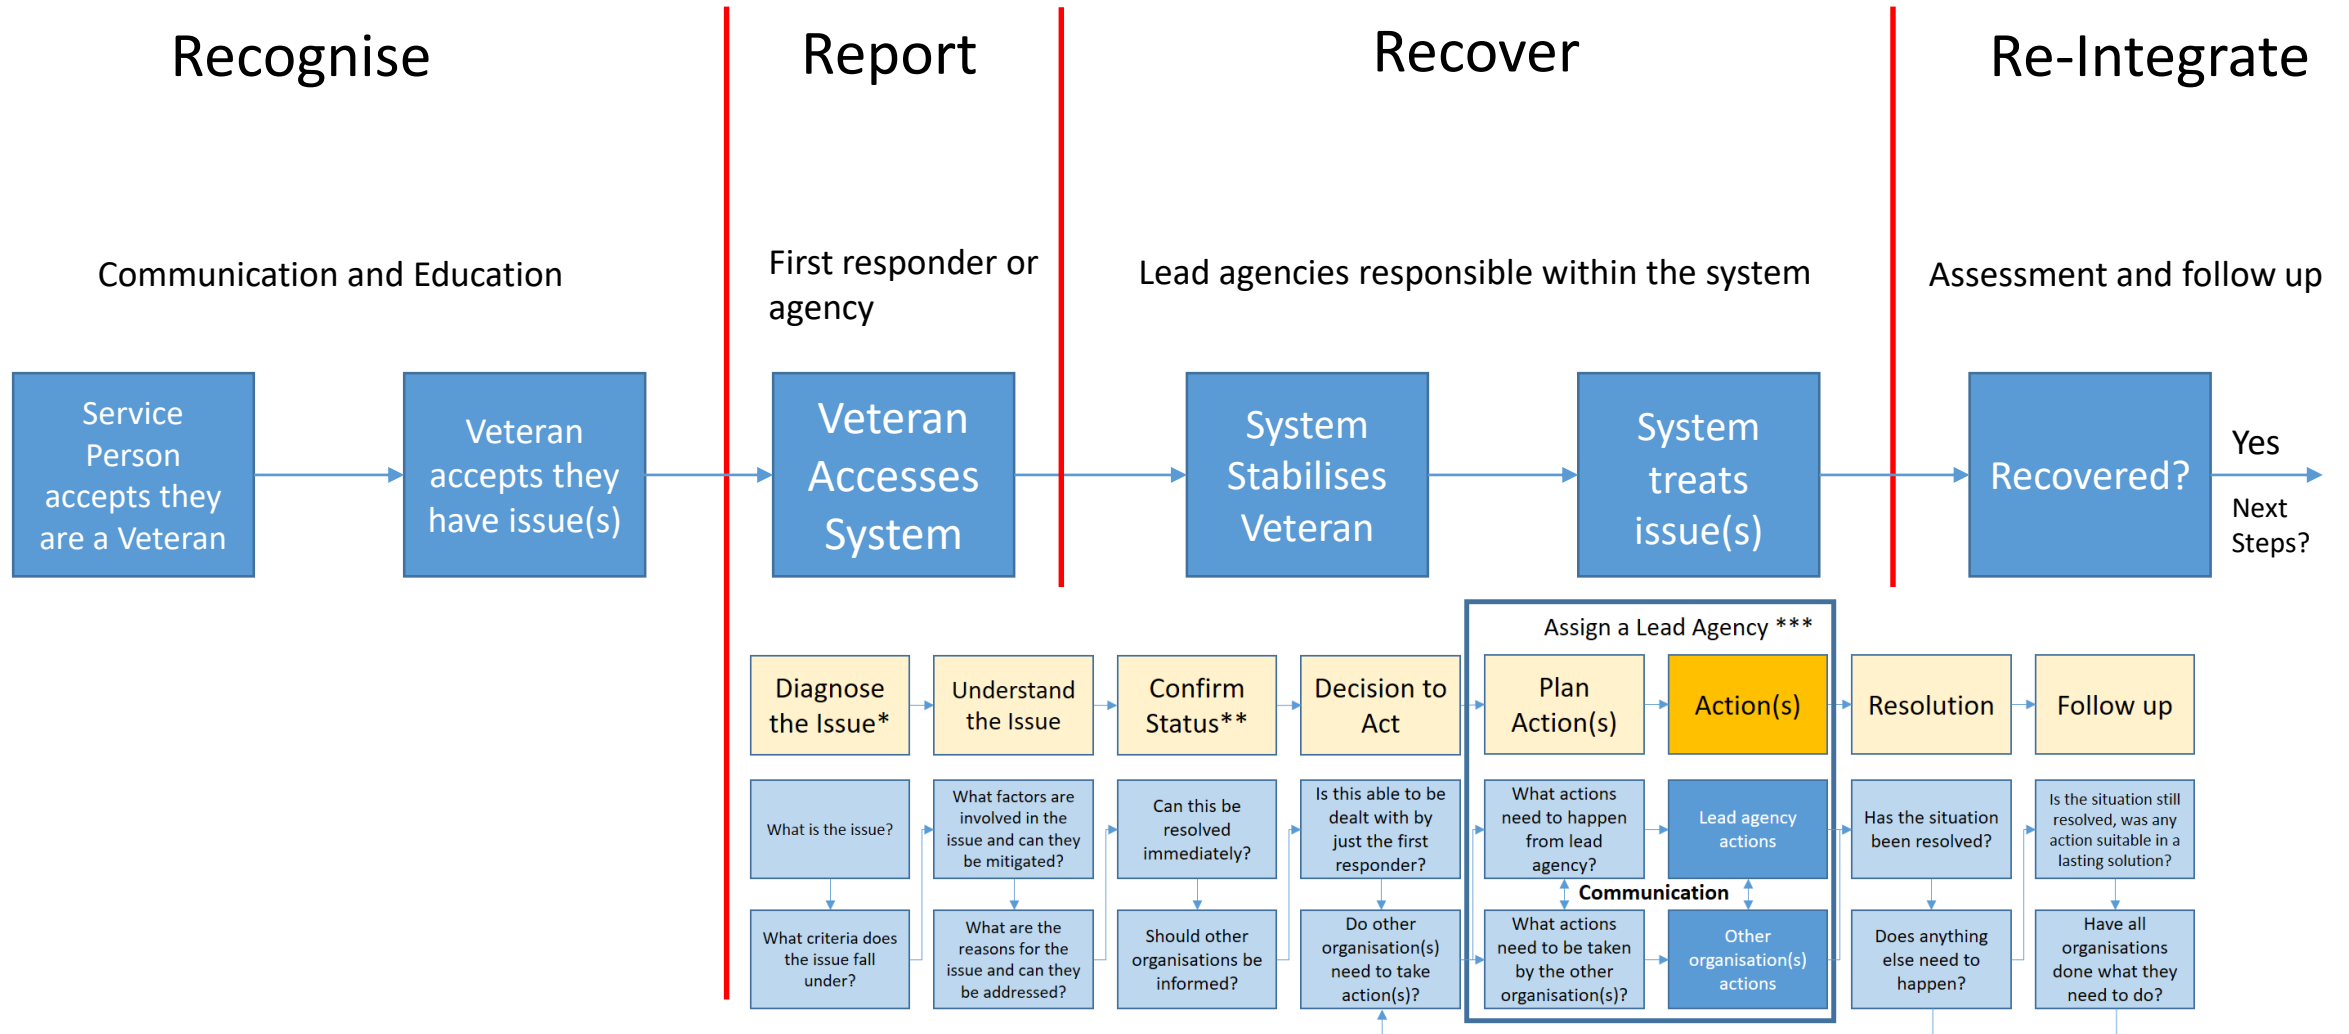 Recognise
Report
Recover
Re-Integrate
Communication and Education
First responder or
agency
Lead agencies responsible within the system
Assessment and follow up
Service
Person
accepts they
are a Veteran
Veteran
accepts they
have issue(s)
Veteran
Accesses
System
System
Stabilises
Veteran
System
treats
issue(s)
Recovered?
Yes
Next
Steps?
Assign a Lead Agency ***
Diagnose
the Issue*
Understand
the Issue
Confirm
Status**
Decision to
Act
Plan
Action(s)
Action(s)
Resolution
Follow up
What is the issue?
What factors are
involved in the
issue and can they
be mitigated?
Can this be
resolved
immediately?
Is this able to be
dealt with by
just the first
responder?
What actions
need to happen
from lead
agency?
Lead agency
actions
Has the situation
been resolved?
Is the situation still
resolved, was any
action suitable in a
lasting solution?
Communication
What criteria does
the issue fall
under?
What are the
reasons for the
issue and can they
be addressed?
Should other
organisations be
informed?
Do other
organisation(s)
need to take
action(s)?
What actions
need to be taken
by the other
organisation(s)?
Other
organisation(s)
actions
Does anything
else need to
happen?
Have all
organisations
done what they
need to do?